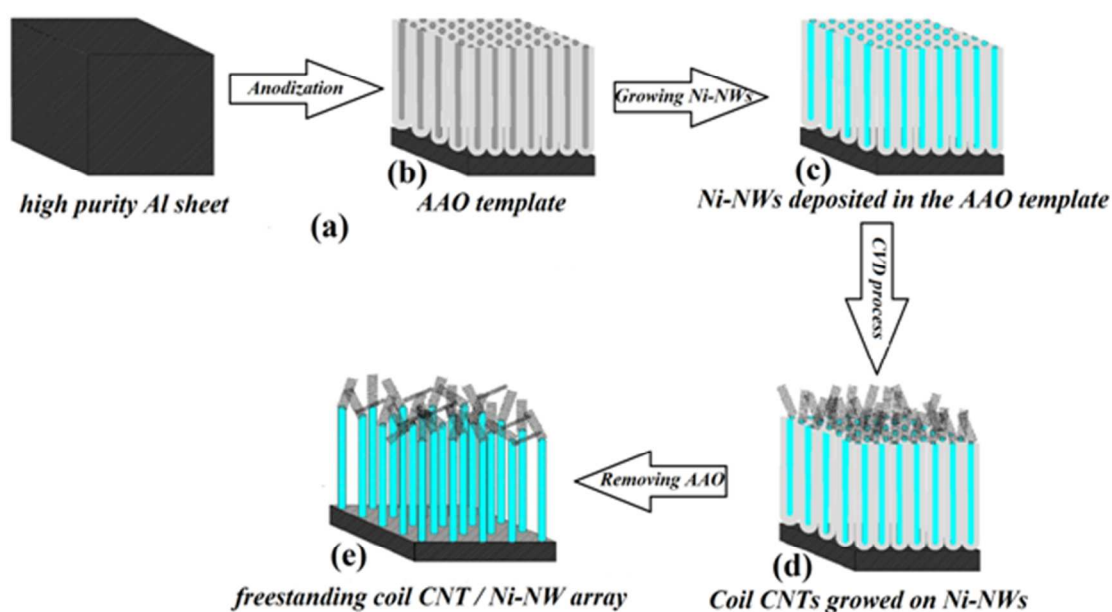 Anodization
Growing Ni-NWs
(b)
(c)
high purity Al sheet
AAO template
Ni-NWs deposited in the AAO template
(a)
CVD process
Removing AAO
(e)
(d)
freestanding coil CNT / Ni-NW array
Coil CNTs growed on Ni-NWs